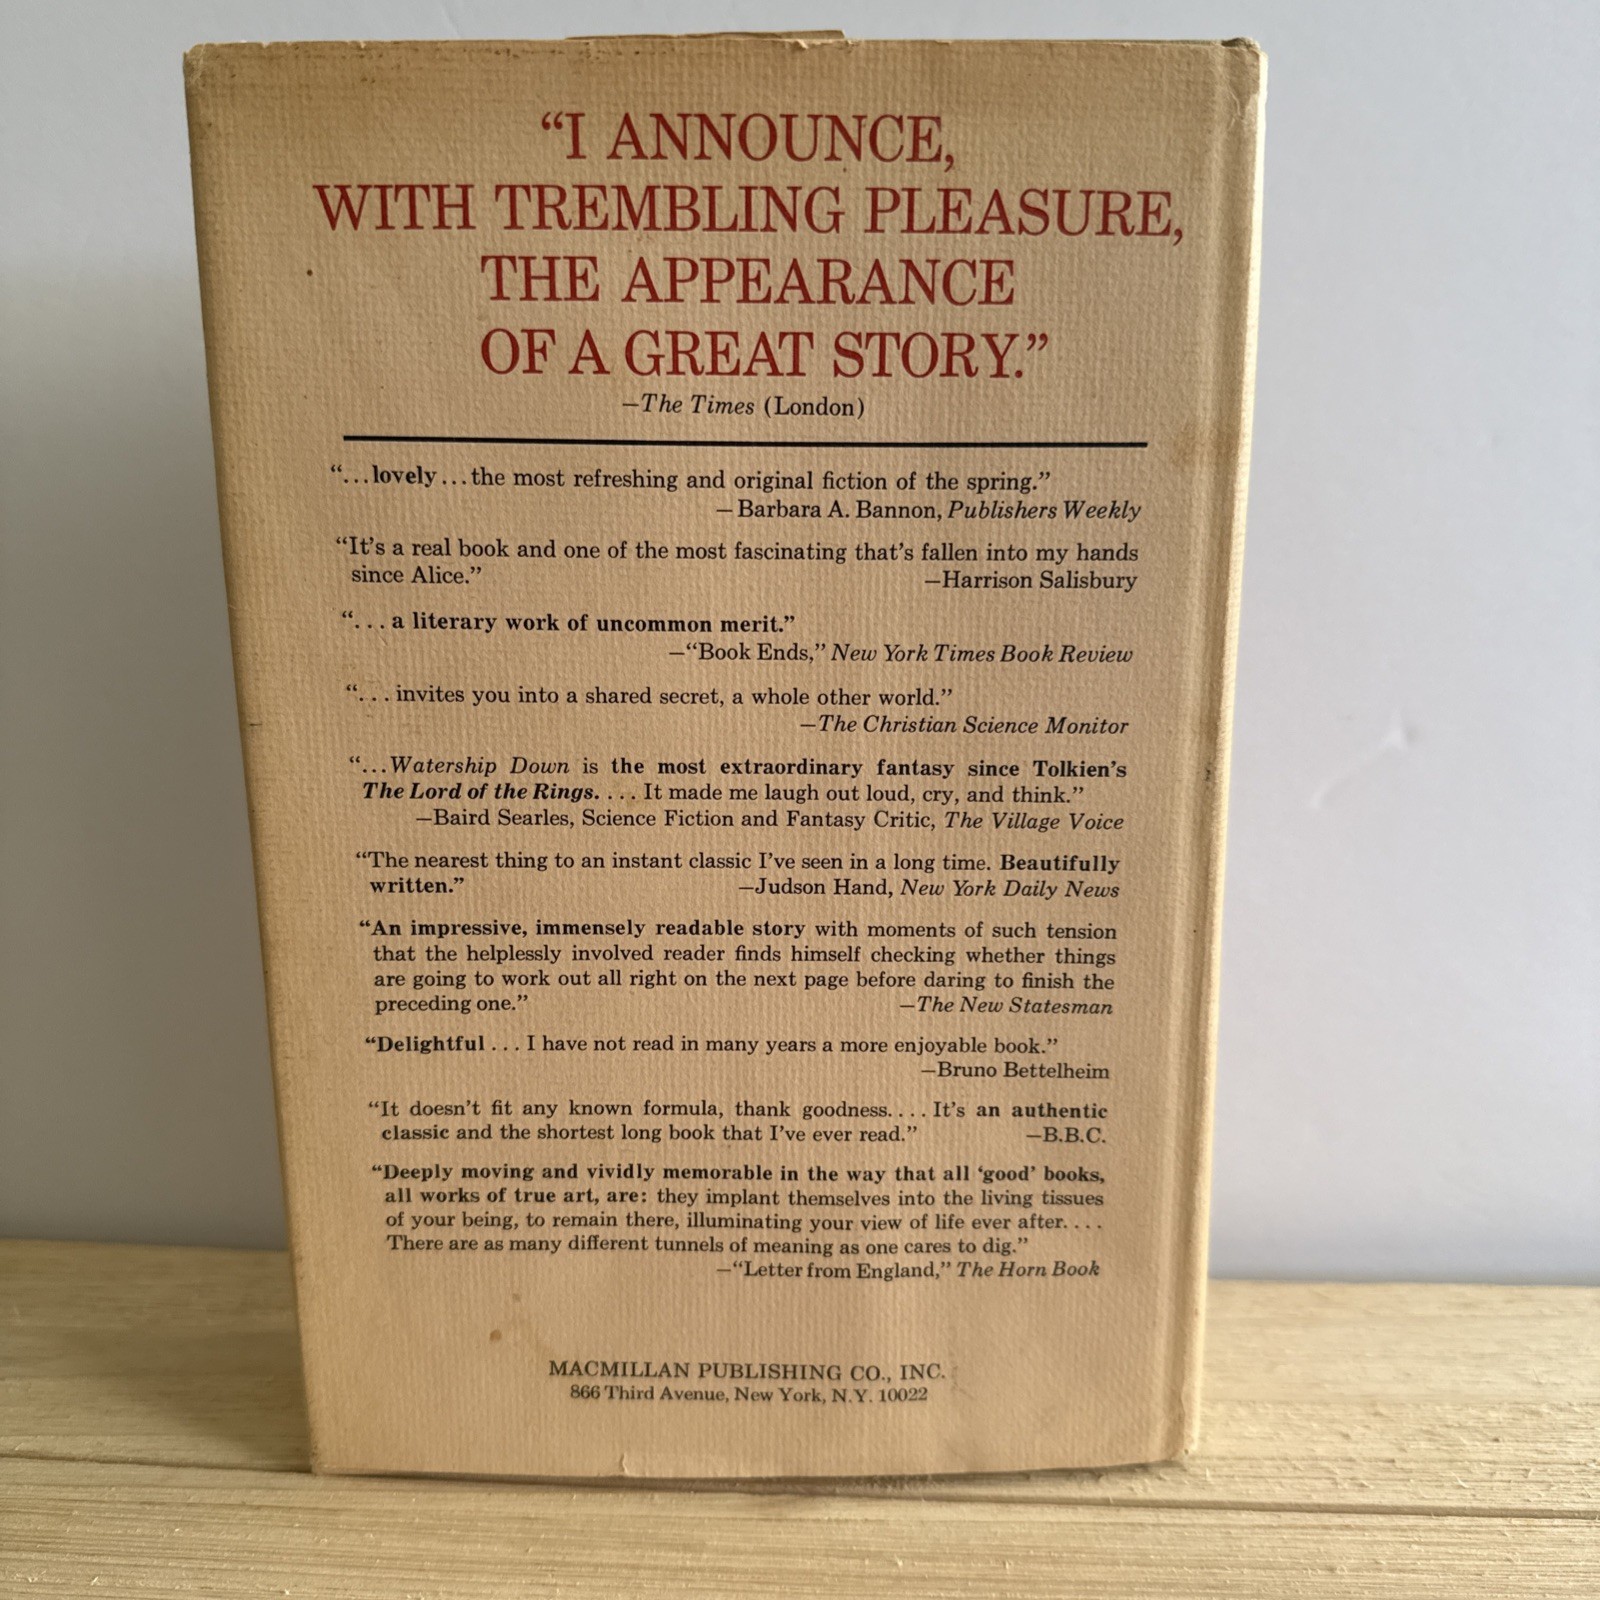 “I ANNOUNCE,
WITH TREMBLING PLEASURE,
THE APPEARANCE
OF A GREAT STORY.”
—The Times (London)
“...lovely...the most refreshing and original fiction of the spring.”
—Barbara A. Bannon, Publishers Weekly
“It’s a real book and one of the most fascinating that’s fallen into my hands
since Alice.” —Harrison Salisbury
“. . . a literary work of uncommon merit.”
—“Book Ends,” New York Times Book Review
“. . . invites you into a shared secret, a whole other world.”
—The Christian Science Monitor
“...Watership Down is the most extraordinary fantasy since Tolkien’s
The Lord of the Rings. . . . It made me laugh out loud, cry, and think.”
—Baird Searles, Science Fiction and Fantasy Critic, The Village Voice
“The nearest thing to an instant classic I’ve seen in a long time. Beautifully
written.” —Judson Hand, New York Daily News
“An impressive, immensely readable story with moments of such tension
that the helplessly involved reader finds himself checking whether things
are going to work out all right on the next page before daring to finish the
preceding one.” —The New Statesman
“Delightful . . . I have not read in many years a more enjoyable book.”
—Bruno Bettelheim
“It doesn’t fit any known formula, thank goodness. . . . It’s an authentic
classic and the shortest long book that I’ve ever read.” —B.B.C.
“Deeply moving and vividly memorable in the way that all ‘good’ books,
all works of true art, are: they implant themselves into the living tissues
of your being, to remain there, illuminating your view of life ever after. . . .
There are as many different tunnels of meaning as one cares to dig.”
—“Letter from England,” The Horn Book
MACMILLAN PUBLISHING CO., INC.
866 Third Avenue, New York, N.Y. 10022